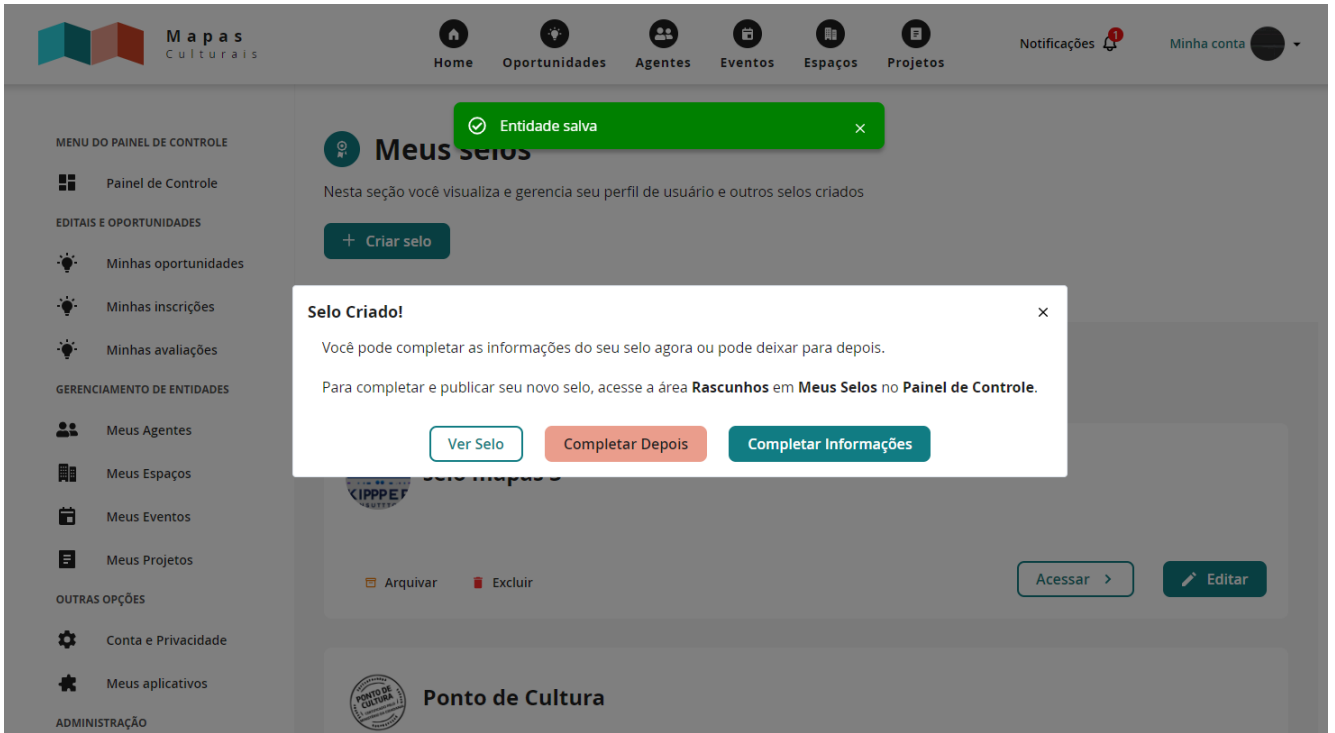 Mapas
Culturais
Home
Oportunidades
Agentes
Eventos
Espaços
Projetos
Notificações
1
Minha conta
Entidade salva
MENU DO PAINEL DE CONTROLE
Painel de Controle
EDITAIS E OPORTUNIDADES
Minhas oportunidades
Minhas inscrições
Minhas avaliações
GERENCIAMENTO DE ENTIDADES
Meus Agentes
Meus Espaços
Meus Eventos
Meus Projetos
OUTRAS OPÇÕES
Conta e Privacidade
Meus aplicativos
ADMINISTRAÇÃO
Meus selos
Nesta seção você visualiza e gerencia seu perfil de usuário e outros selos criados
+ Criar selo
Selo Criado!
Você pode completar as informações do seu selo agora ou pode deixar para depois.
Para completar e publicar seu novo selo, acesse a área Rascunhos em Meus Selos no Painel de Controle.
Ver Selo
Completar Depois
Completar Informações
KIPPPER
Arquivar
Excluir
Acessar
Editar
PONTO DE
CULTURA
Ponto de Cultura